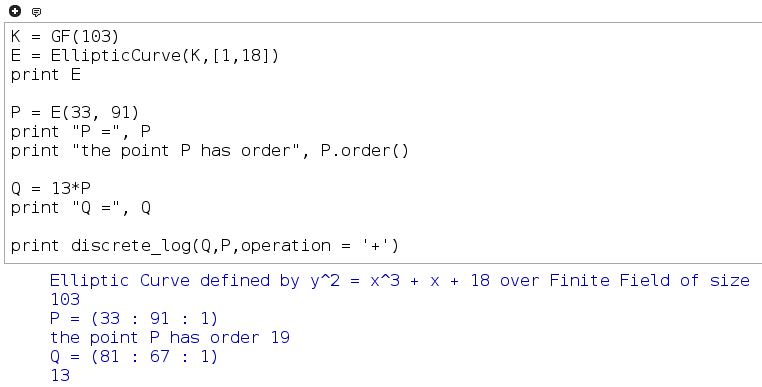 K = GF(103)
E = EllipticCurve(K,[1,18])
print E
P = E(33, 91)
print "P =", P
print "the point P has order", P.order()
Q = 13*P
print "Q =", Q
print discrete_log(Q,P,operation = '+')
Elliptic Curve defined by y^2 = x^3 + x + 18 over Finite Field of size
103
P = (33 : 91 : 1)
the point P has order 19
Q = (81 : 67 : 1)
13